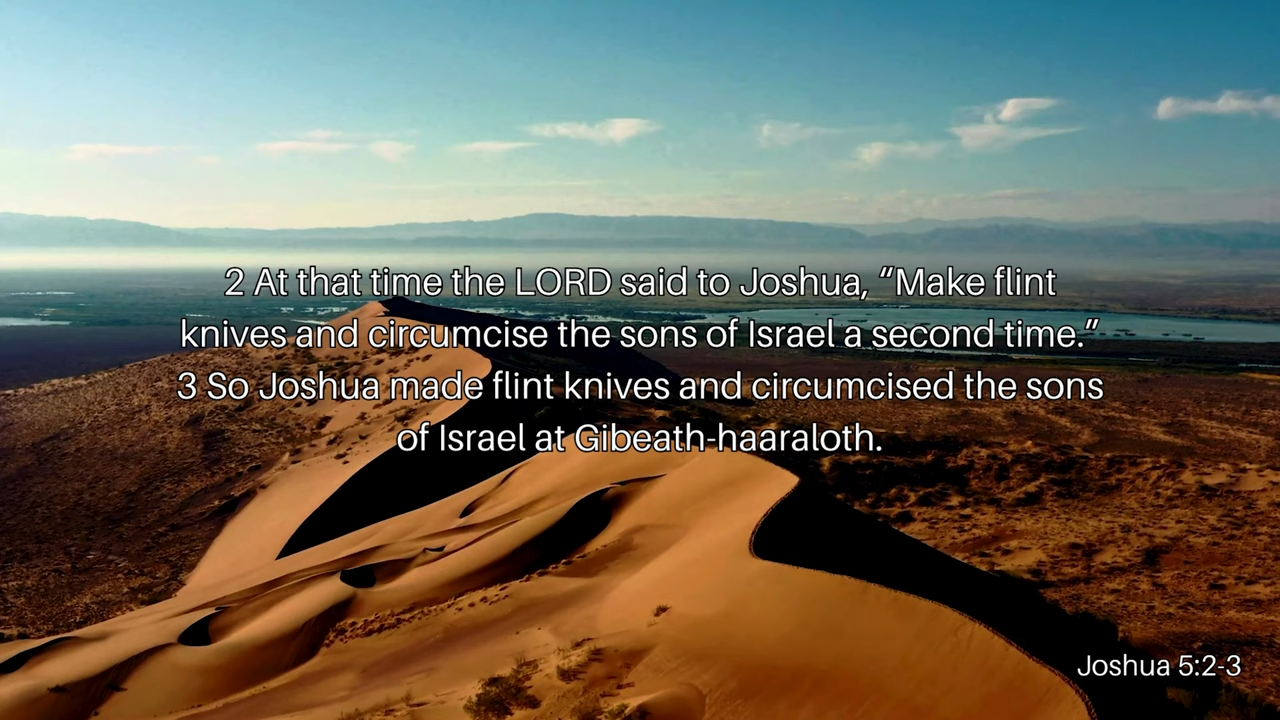 2 At that time the LORD said to Joshua, “Make flint
knives and circumcise the sons of Israel a second time.”
3 So Joshua made flint knives and circumcised the sons
of Israel at Gibeath-haaraloth.
Joshua 5:2-3